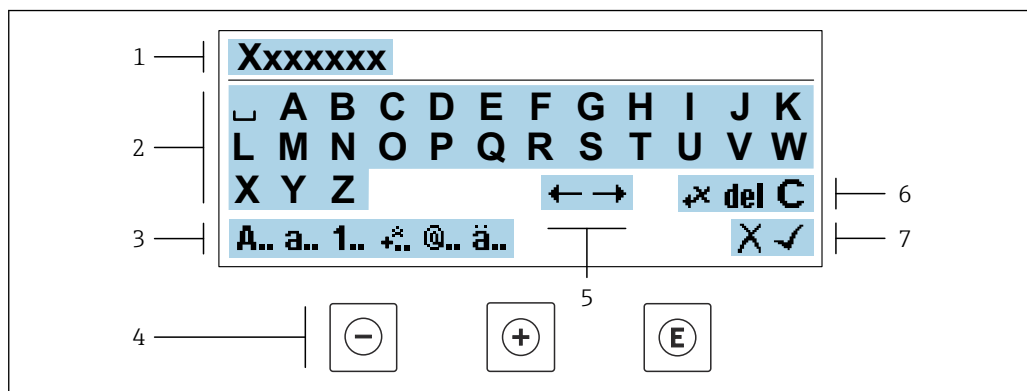 1 Xxxxxxx
2 ␣ A B C D E F G H I J K
L M N O P Q R S T U V W
X Y Z ← → +× del C 6
3 A.. a.. 1.. +*.. @.. ä.. X ✓ 7
5
4 − + E